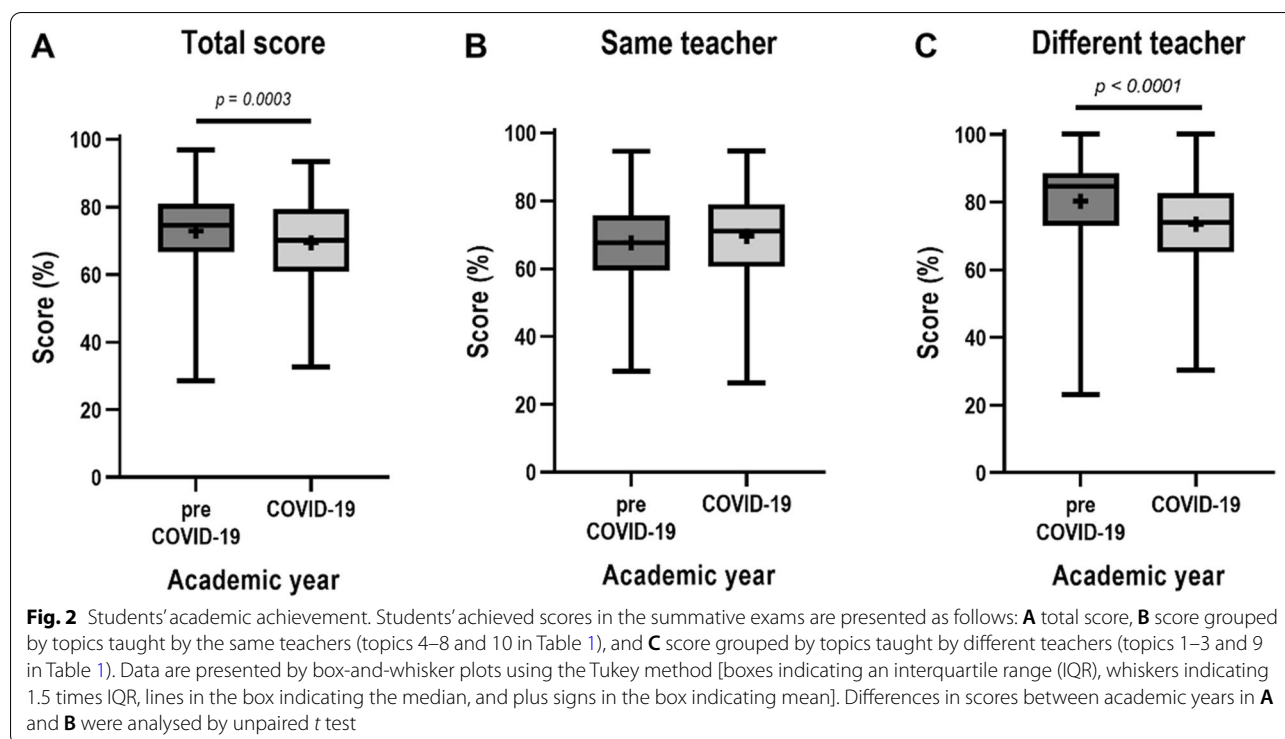 A Total score
B Same teacher
C Different teacher
p = 0.0003
p < 0.0001
Score (%)
100
80
60
40
20
0
pre
COVID-19
COVID-19
Academic year
Score (%)
100
80
60
40
20
0
pre
COVID-19
COVID-19
Academic year
Score (%)
100
80
60
40
20
0
pre
COVID-19
COVID-19
Academic year
Fig. 2 Students' academic achievement. Students' achieved scores in the summative exams are presented as follows: A total score, B score grouped
by topics taught by the same teachers (topics 4–8 and 10 in Table 1), and C score grouped by topics taught by different teachers (topics 1–3 and 9
in Table 1). Data are presented by box-and-whisker plots using the Tukey method [boxes indicating an interquartile range (IQR), whiskers indicating
1.5 times IQR, lines in the box indicating the median, and plus signs in the box indicating mean]. Differences in scores between academic years in A
and B were analysed by unpaired t test